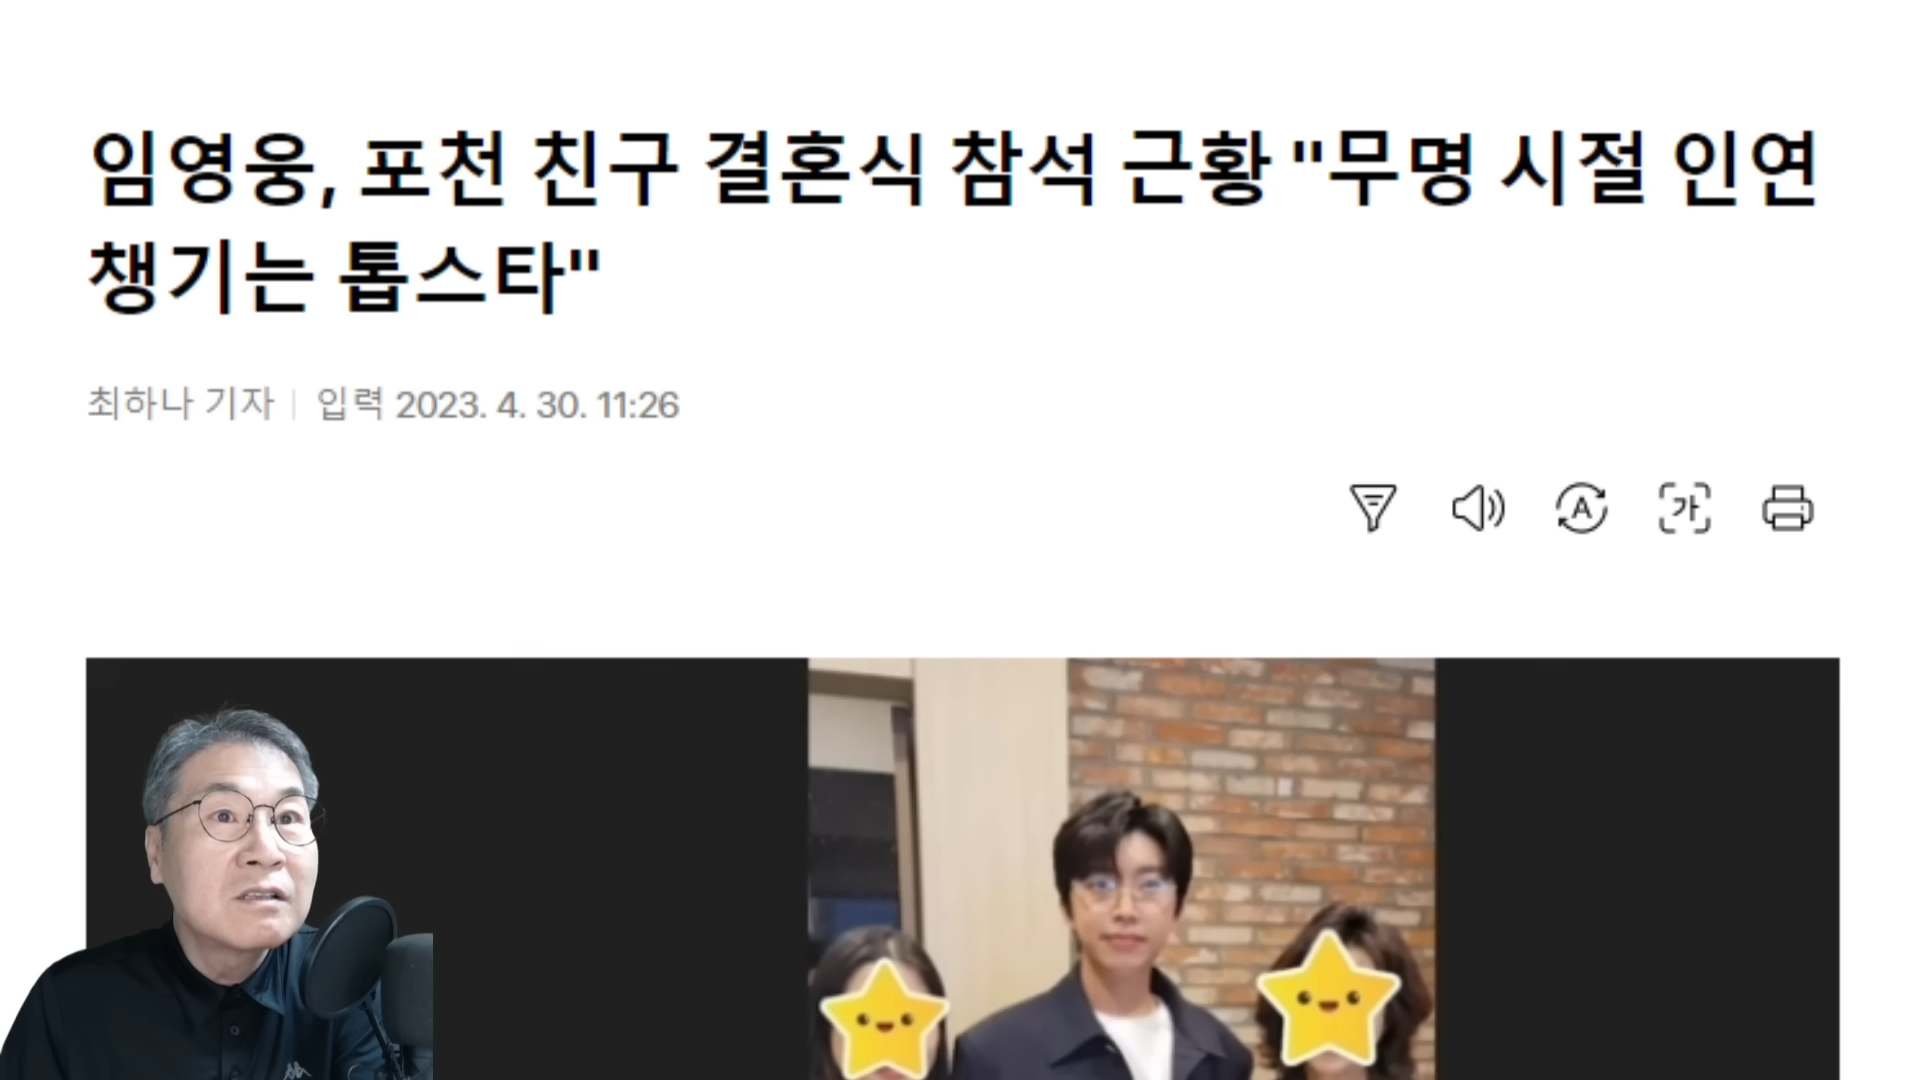 임영웅, 포천 친구 결혼식 참석 근황 "무명 시절 인연
챙기는 톱스타"
최하나 기자 | 입력 2023. 4. 30. 11:26
A
가